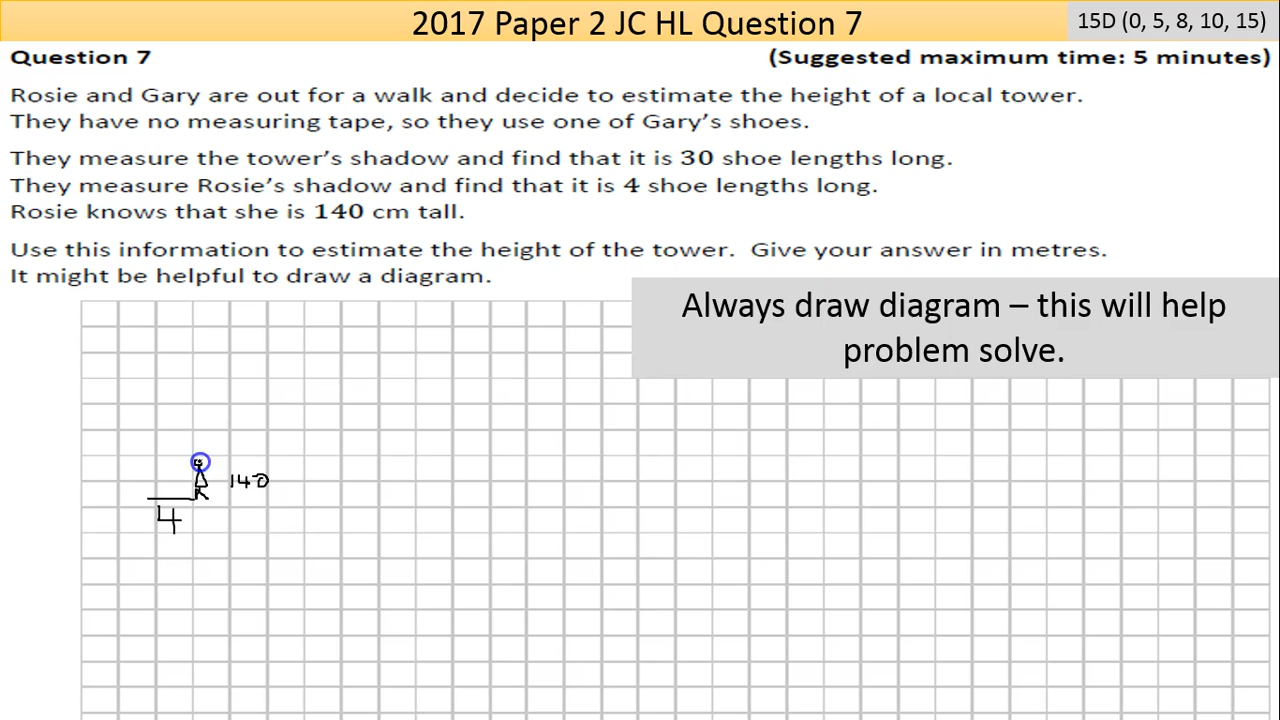 2017 Paper 2 JC HL Question 7
15D (0, 5, 8, 10, 15)
Question 7 (Suggested maximum time: 5 minutes)
Rosie and Gary are out for a walk and decide to estimate the height of a local tower.
They have no measuring tape, so they use one of Gary's shoes.
They measure the tower's shadow and find that it is 30 shoe lengths long.
They measure Rosie's shadow and find that it is 4 shoe lengths long.
Rosie knows that she is 140 cm tall.
Use this information to estimate the height of the tower. Give your answer in metres.
It might be helpful to draw a diagram.
Always draw diagram – this will help
problem solve.
140
4